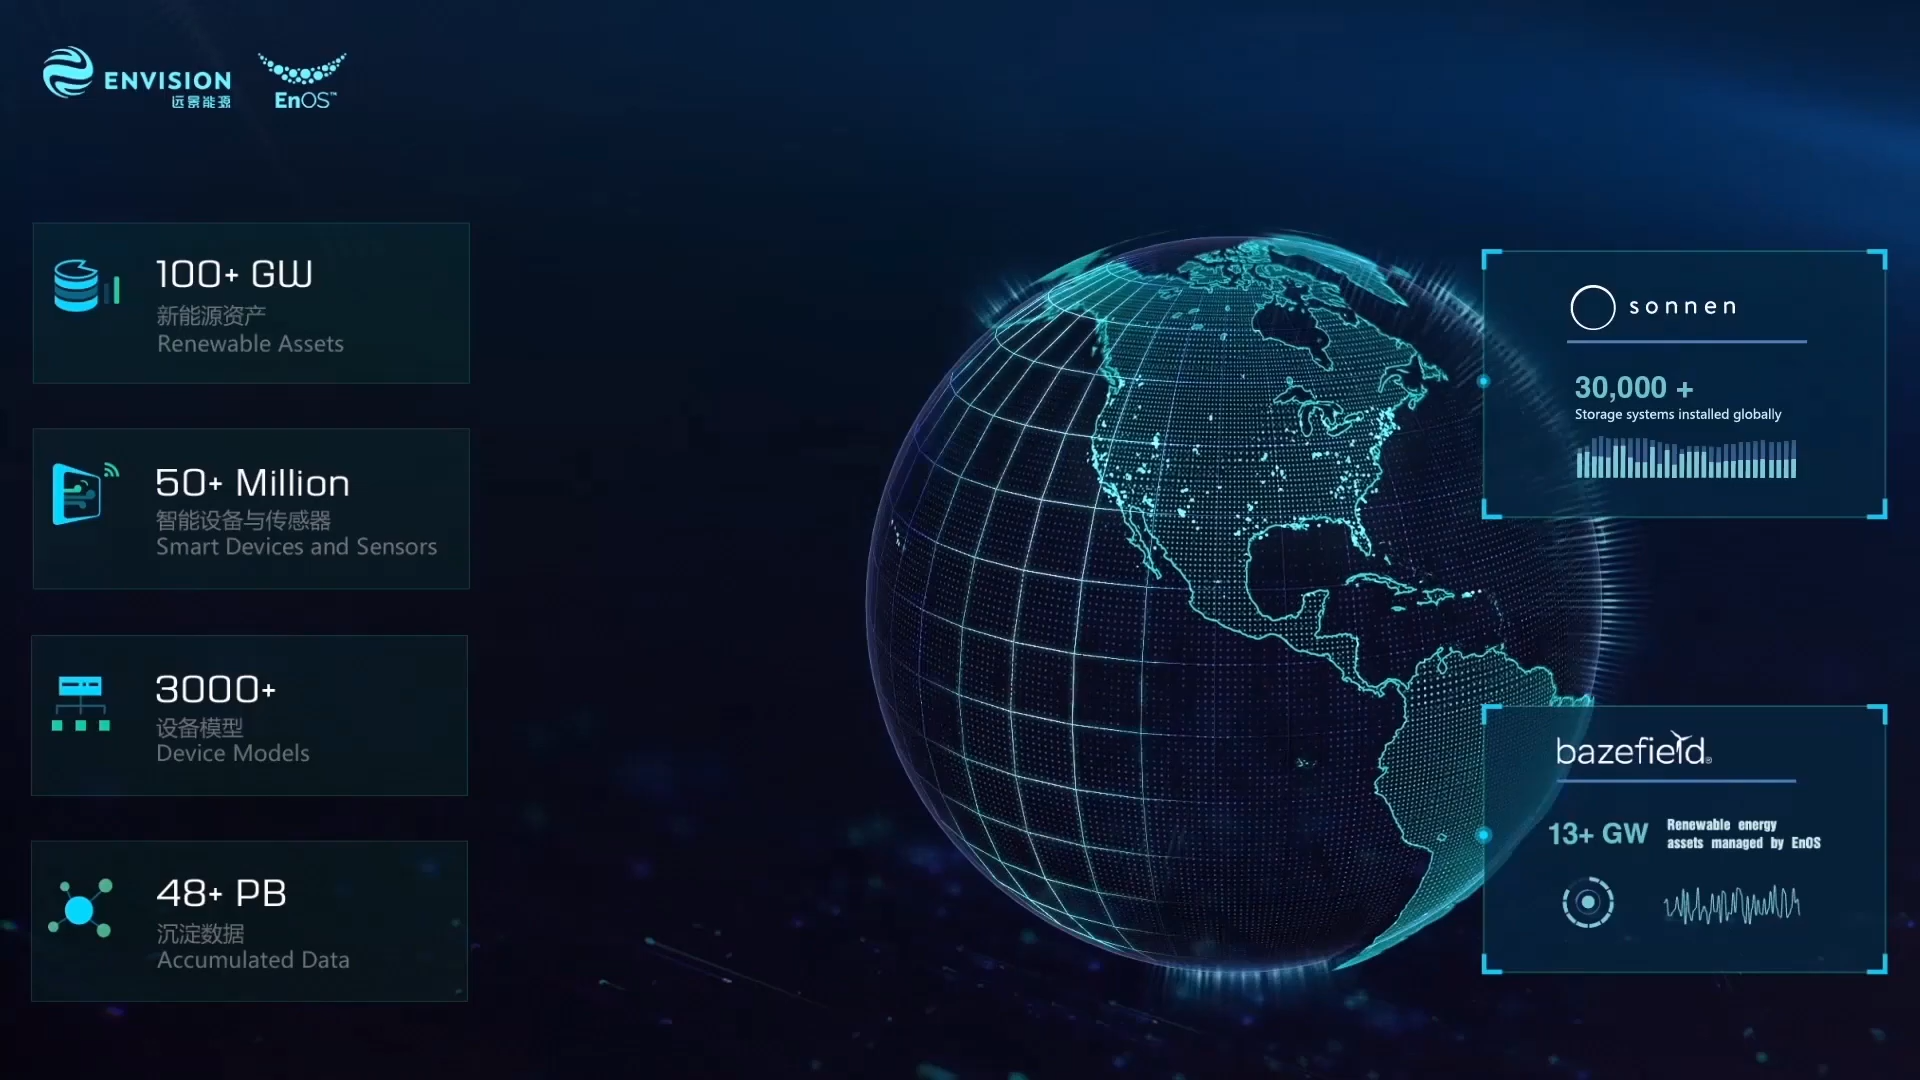 ENVISION
远景能源
EnOS™
100+ GW
新能源资产
Renewable Assets
50+ Million
智能设备与传感器
Smart Devices and Sensors
3000+
设备模型
Device Models
48+ PB
沉淀数据
Accumulated Data
sonnen
30,000 +
Storage systems installed globally
bazefield®
13+ GW
Renewable energy
assets managed by EnOS